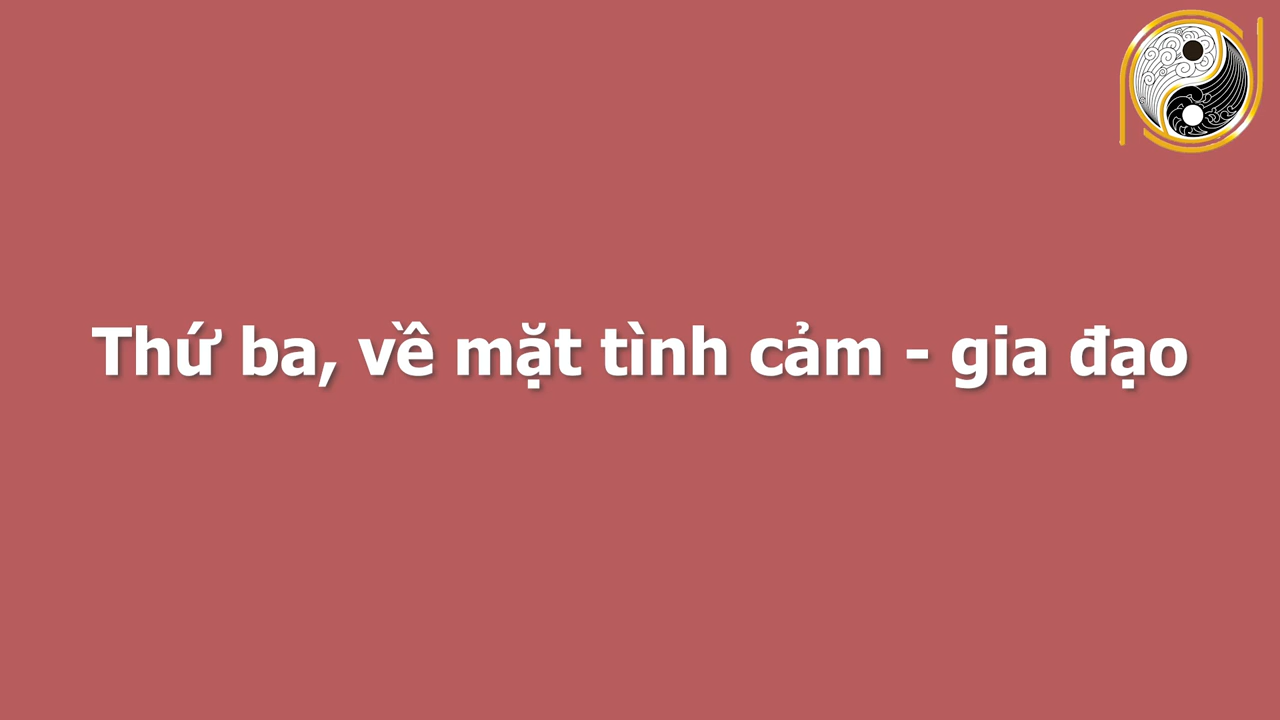 Thứ ba, về mặt tình cảm - gia đạo